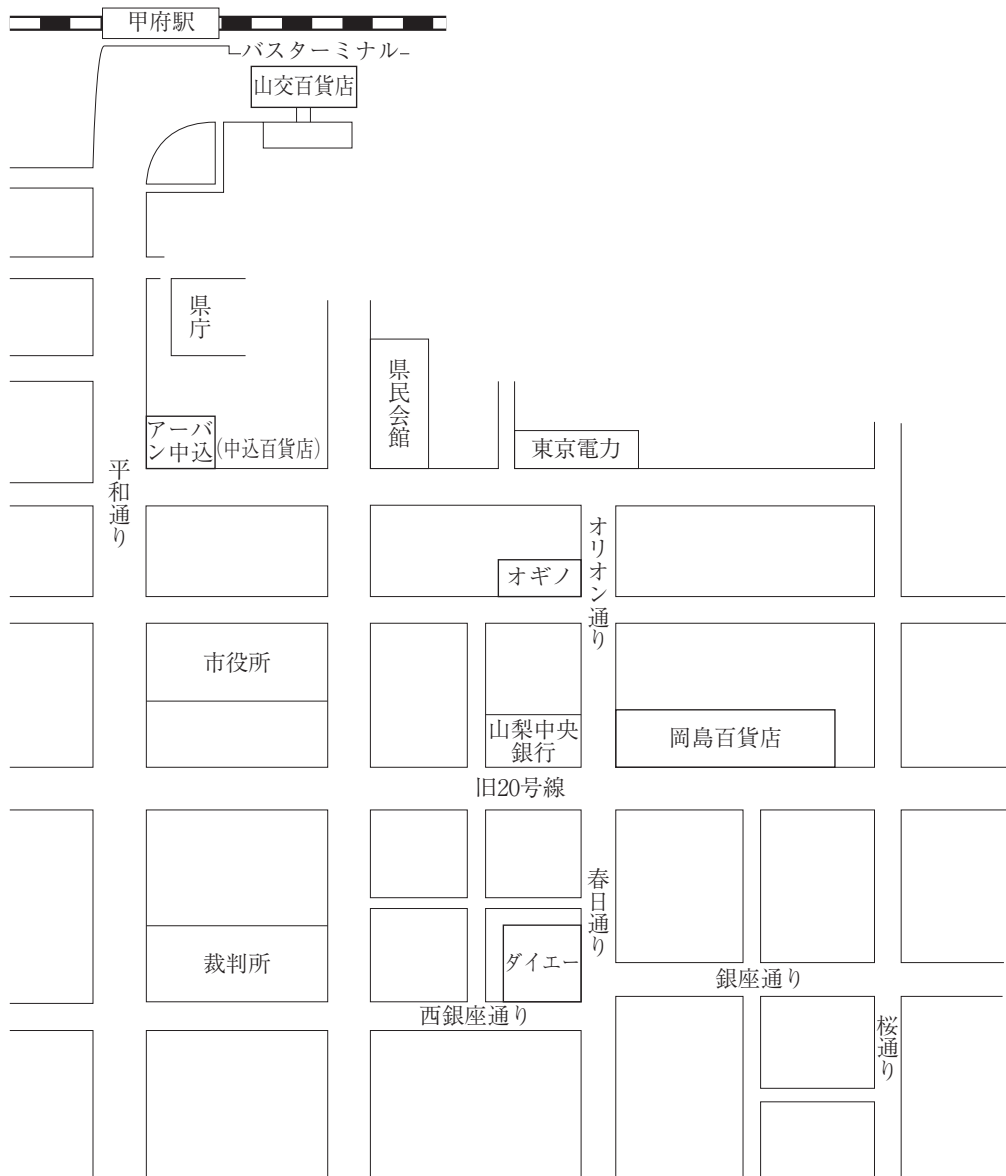 甲府駅
バスターミナル
山交百貨店
県庁
県民会館
アーバ
ン中込
(中込百貨店)
東京電力
平和通り
オリオン通り
オギノ
市役所
山梨中央
銀行
岡島百貨店
旧20号線
春日通り
裁判所
ダイエー
銀座通り
西銀座通り
桜通り